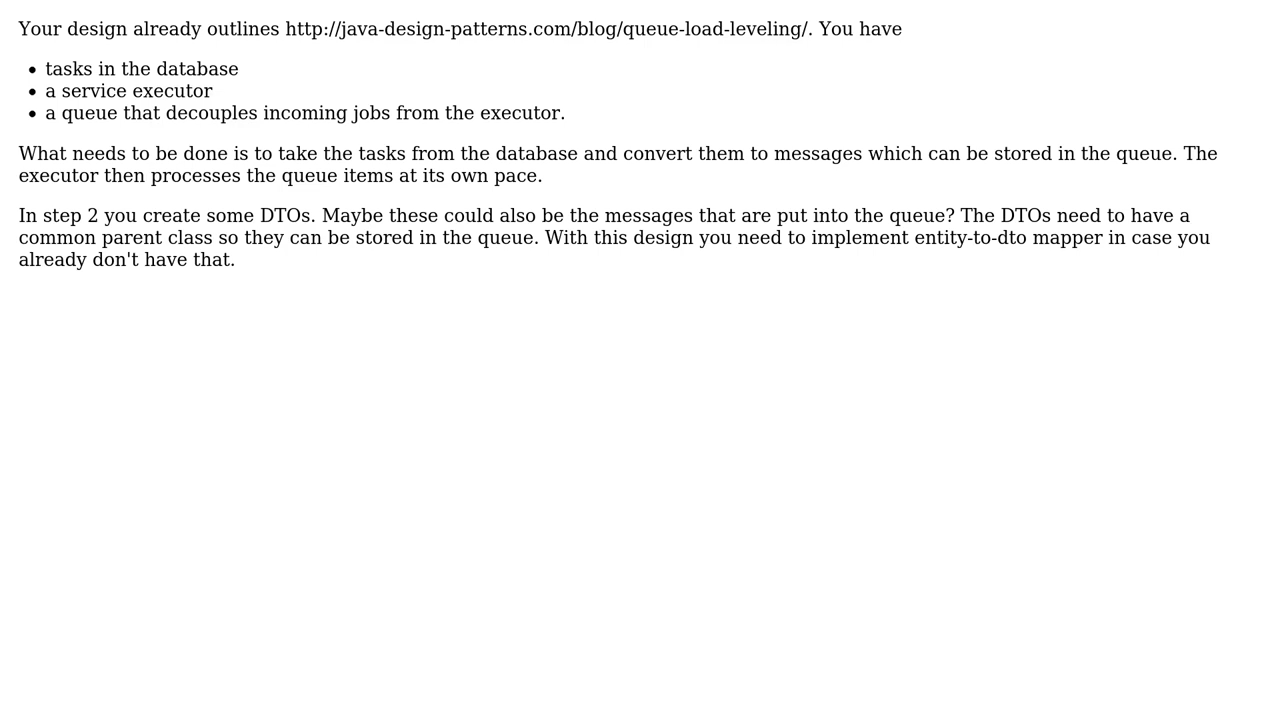 Your design already outlines http://java-design-patterns.com/blog/queue-load-leveling/. You have
• tasks in the database
• a service executor
• a queue that decouples incoming jobs from the executor.
What needs to be done is to take the tasks from the database and convert them to messages which can be stored in the queue. The
executor then processes the queue items at its own pace.
In step 2 you create some DTOs. Maybe these could also be the messages that are put into the queue? The DTOs need to have a
common parent class so they can be stored in the queue. With this design you need to implement entity-to-dto mapper in case you
already don't have that.